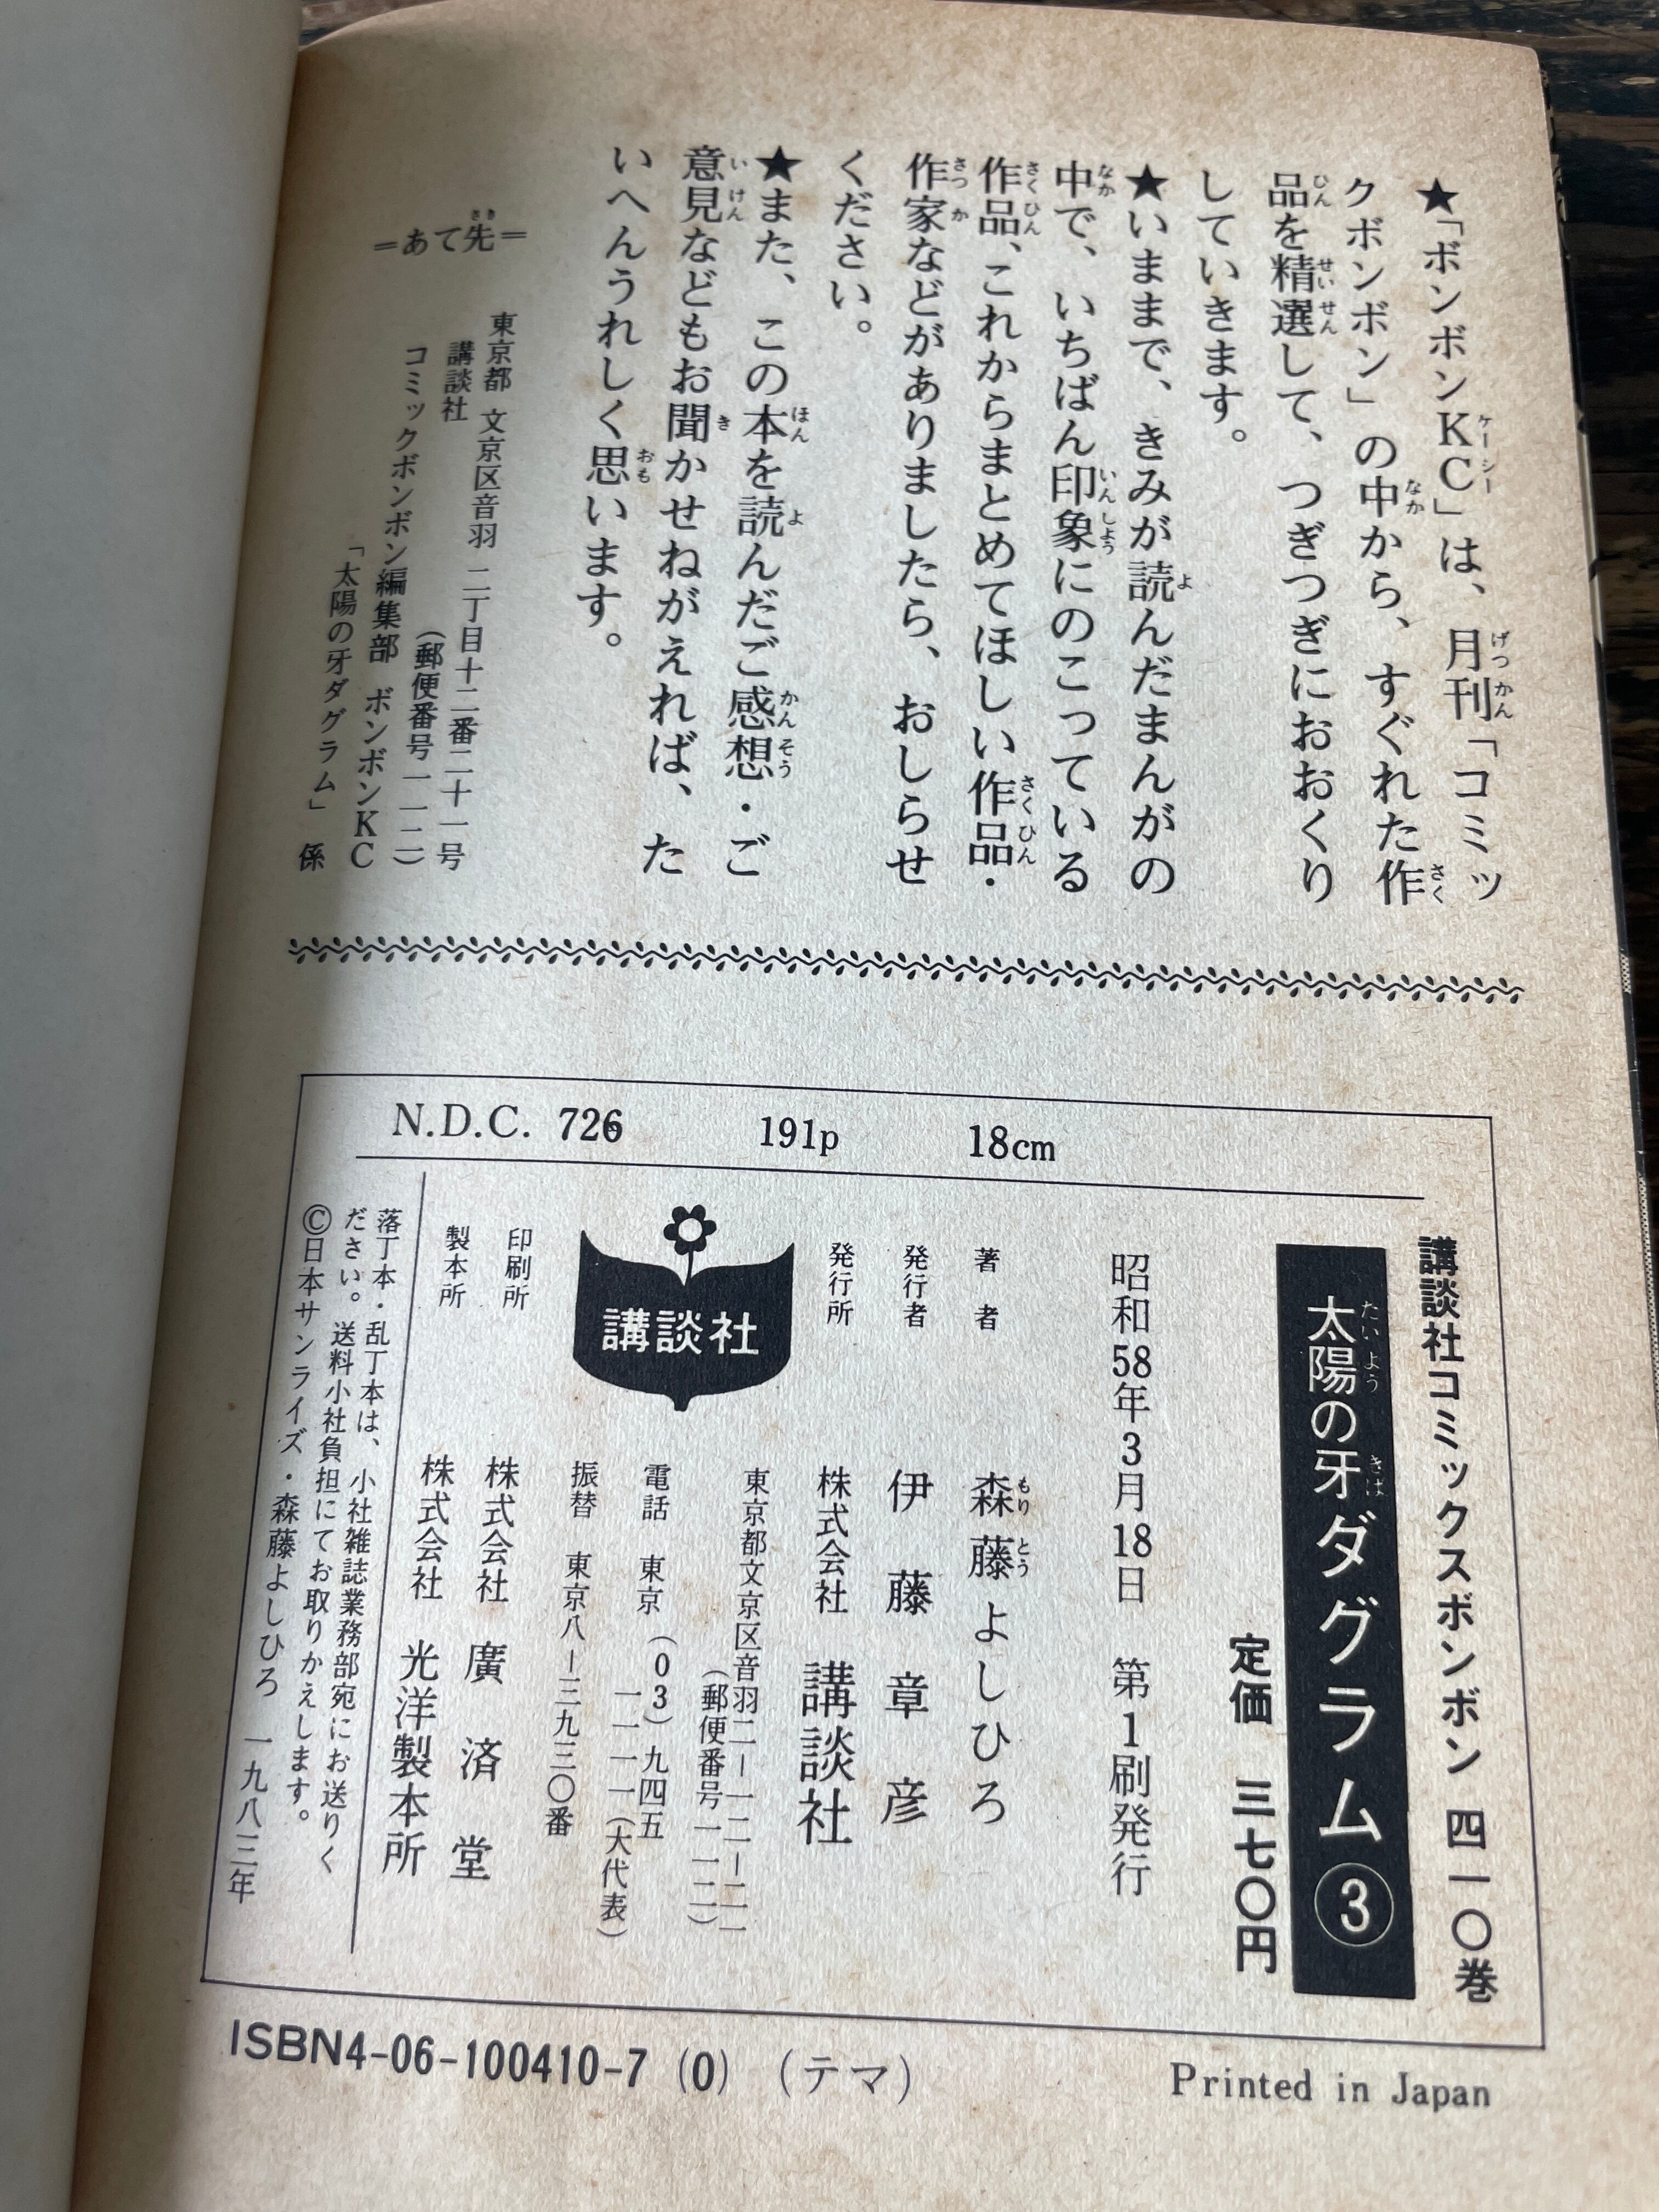 ★「ボンボンKC」は、月刊「コミッ
クボンボン」の中から、すぐれた作
品を精選して、つぎつぎにおおくり
していきます。
★いままで、きみが読んだまんがの
中で、いちばん印象にのこっている
作品、これからまとめてほしい作品・
作家などがありましたら、おしらせ
ください。
★また、この本を読んだご感想・ご
意見などもお聞かせねがえれば、た
いへんうれしく思います。
=あて先=
東京都 文京区音羽 二丁目十二番二十一号
講談社 (郵便番号一一二)
コミックボンボン編集部 ボンボンKC
「太陽の牙ダグラム」係
講談社コミックスボンボン 四一〇巻
太陽の牙ダグラム③
定価 三七〇円
昭和58年3月18日 第1刷発行
著者 森藤よしひろ
発行者 伊藤章彦
発行所 株式会社 講談社
東京都文京区音羽二-一二-二一
(郵便番号一一二)
電話 東京 (03) 九四五
一一一一(大代表)
振替 東京八-三九三〇番
講談社
印刷所 株式会社 廣済堂
製本所 株式会社 光洋製本所
落丁本・乱丁本は、小社雑誌業務部宛にお送りく
ださい。送料小社負担にてお取りかえします。
©日本サンライズ・森藤よしひろ 一九八三年
N.D.C. 726 191p 18cm
ISBN4-06-100410-7 (0) (テマ)
Printed in Japan